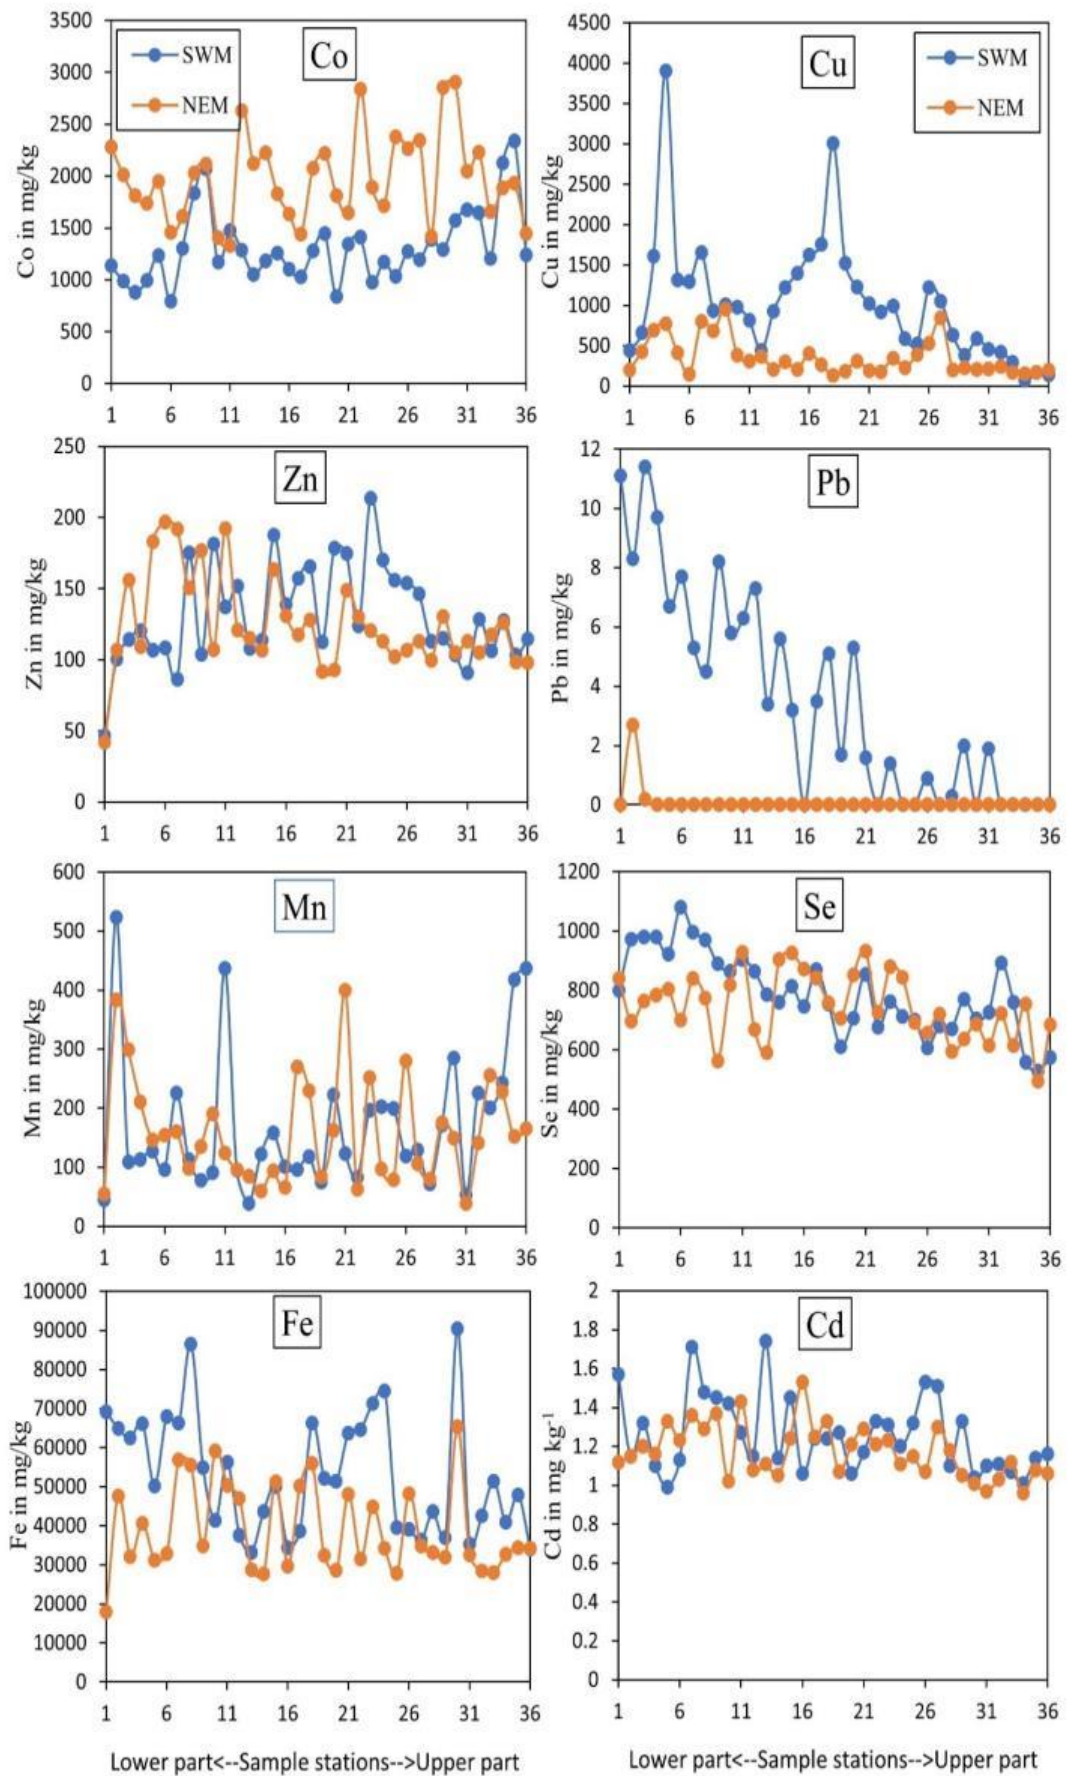 3500
3000
2500
2000
1500
1000
500
0
Co in mg/kg
SWM
NEM
Co
1 6 11 16 21 26 31 36
4500
4000
3500
3000
2500
2000
1500
1000
500
0
Cu in mg/kg
Cu
SWM
NEM
1 6 11 16 21 26 31 36
250
200
150
100
50
0
Zn in mg/kg
Zn
1 6 11 16 21 26 31 36
12
10
8
6
4
2
0
Pb in mg/kg
Pb
1 6 11 16 21 26 31 36
600
500
400
300
200
100
0
Mn in mg/kg
Mn
1 6 11 16 21 26 31 36
1200
1000
800
600
400
200
0
Se in mg/kg
Se
1 6 11 16 21 26 31 36
100000
90000
80000
70000
60000
50000
40000
30000
20000
10000
0
Fe in mg/kg
Fe
1 6 11 16 21 26 31 36
Lower part<--Sample stations-->Upper part
2
1.8
1.6
1.4
1.2
1
0.8
0.6
0.4
0.2
0
Cd in mg kg⁻¹
Cd
1 6 11 16 21 26 31 36
Lower part<--Sample stations-->Upper part